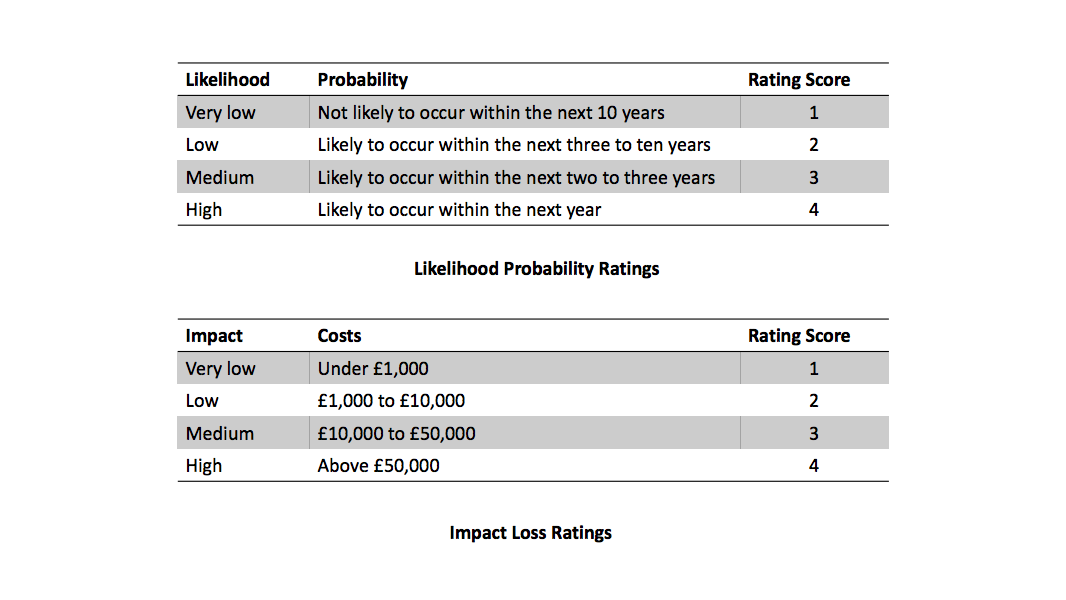 Likelihood Probability Rating Score
Very low Not likely to occur within the next 10 years 1
Low Likely to occur within the next three to ten years 2
Medium Likely to occur within the next two to three years 3
High Likely to occur within the next year 4
Likelihood Probability Ratings
Impact Costs Rating Score
Very low Under £1,000 1
Low £1,000 to £10,000 2
Medium £10,000 to £50,000 3
High Above £50,000 4
Impact Loss Ratings